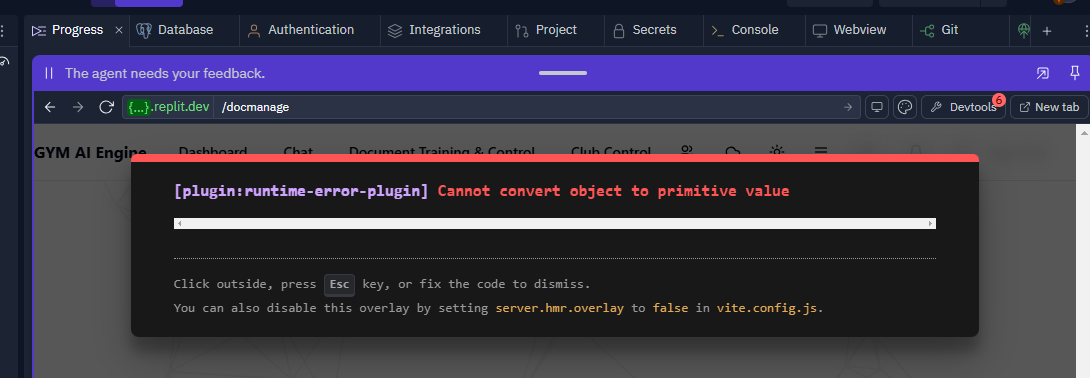 Progress × Database Authentication Integrations Project Secrets Console Webview Git +
The agent needs your feedback.
{...}.replit.dev /docmanage Devtools 6 New tab
GYM AI Engine Dashboard Chat Document Training & Control Club Control
[plugin:runtime-error-plugin] Cannot convert object to primitive value
Click outside, press Esc key, or fix the code to dismiss.
You can also disable this overlay by setting server.hmr.overlay to false in vite.config.js.